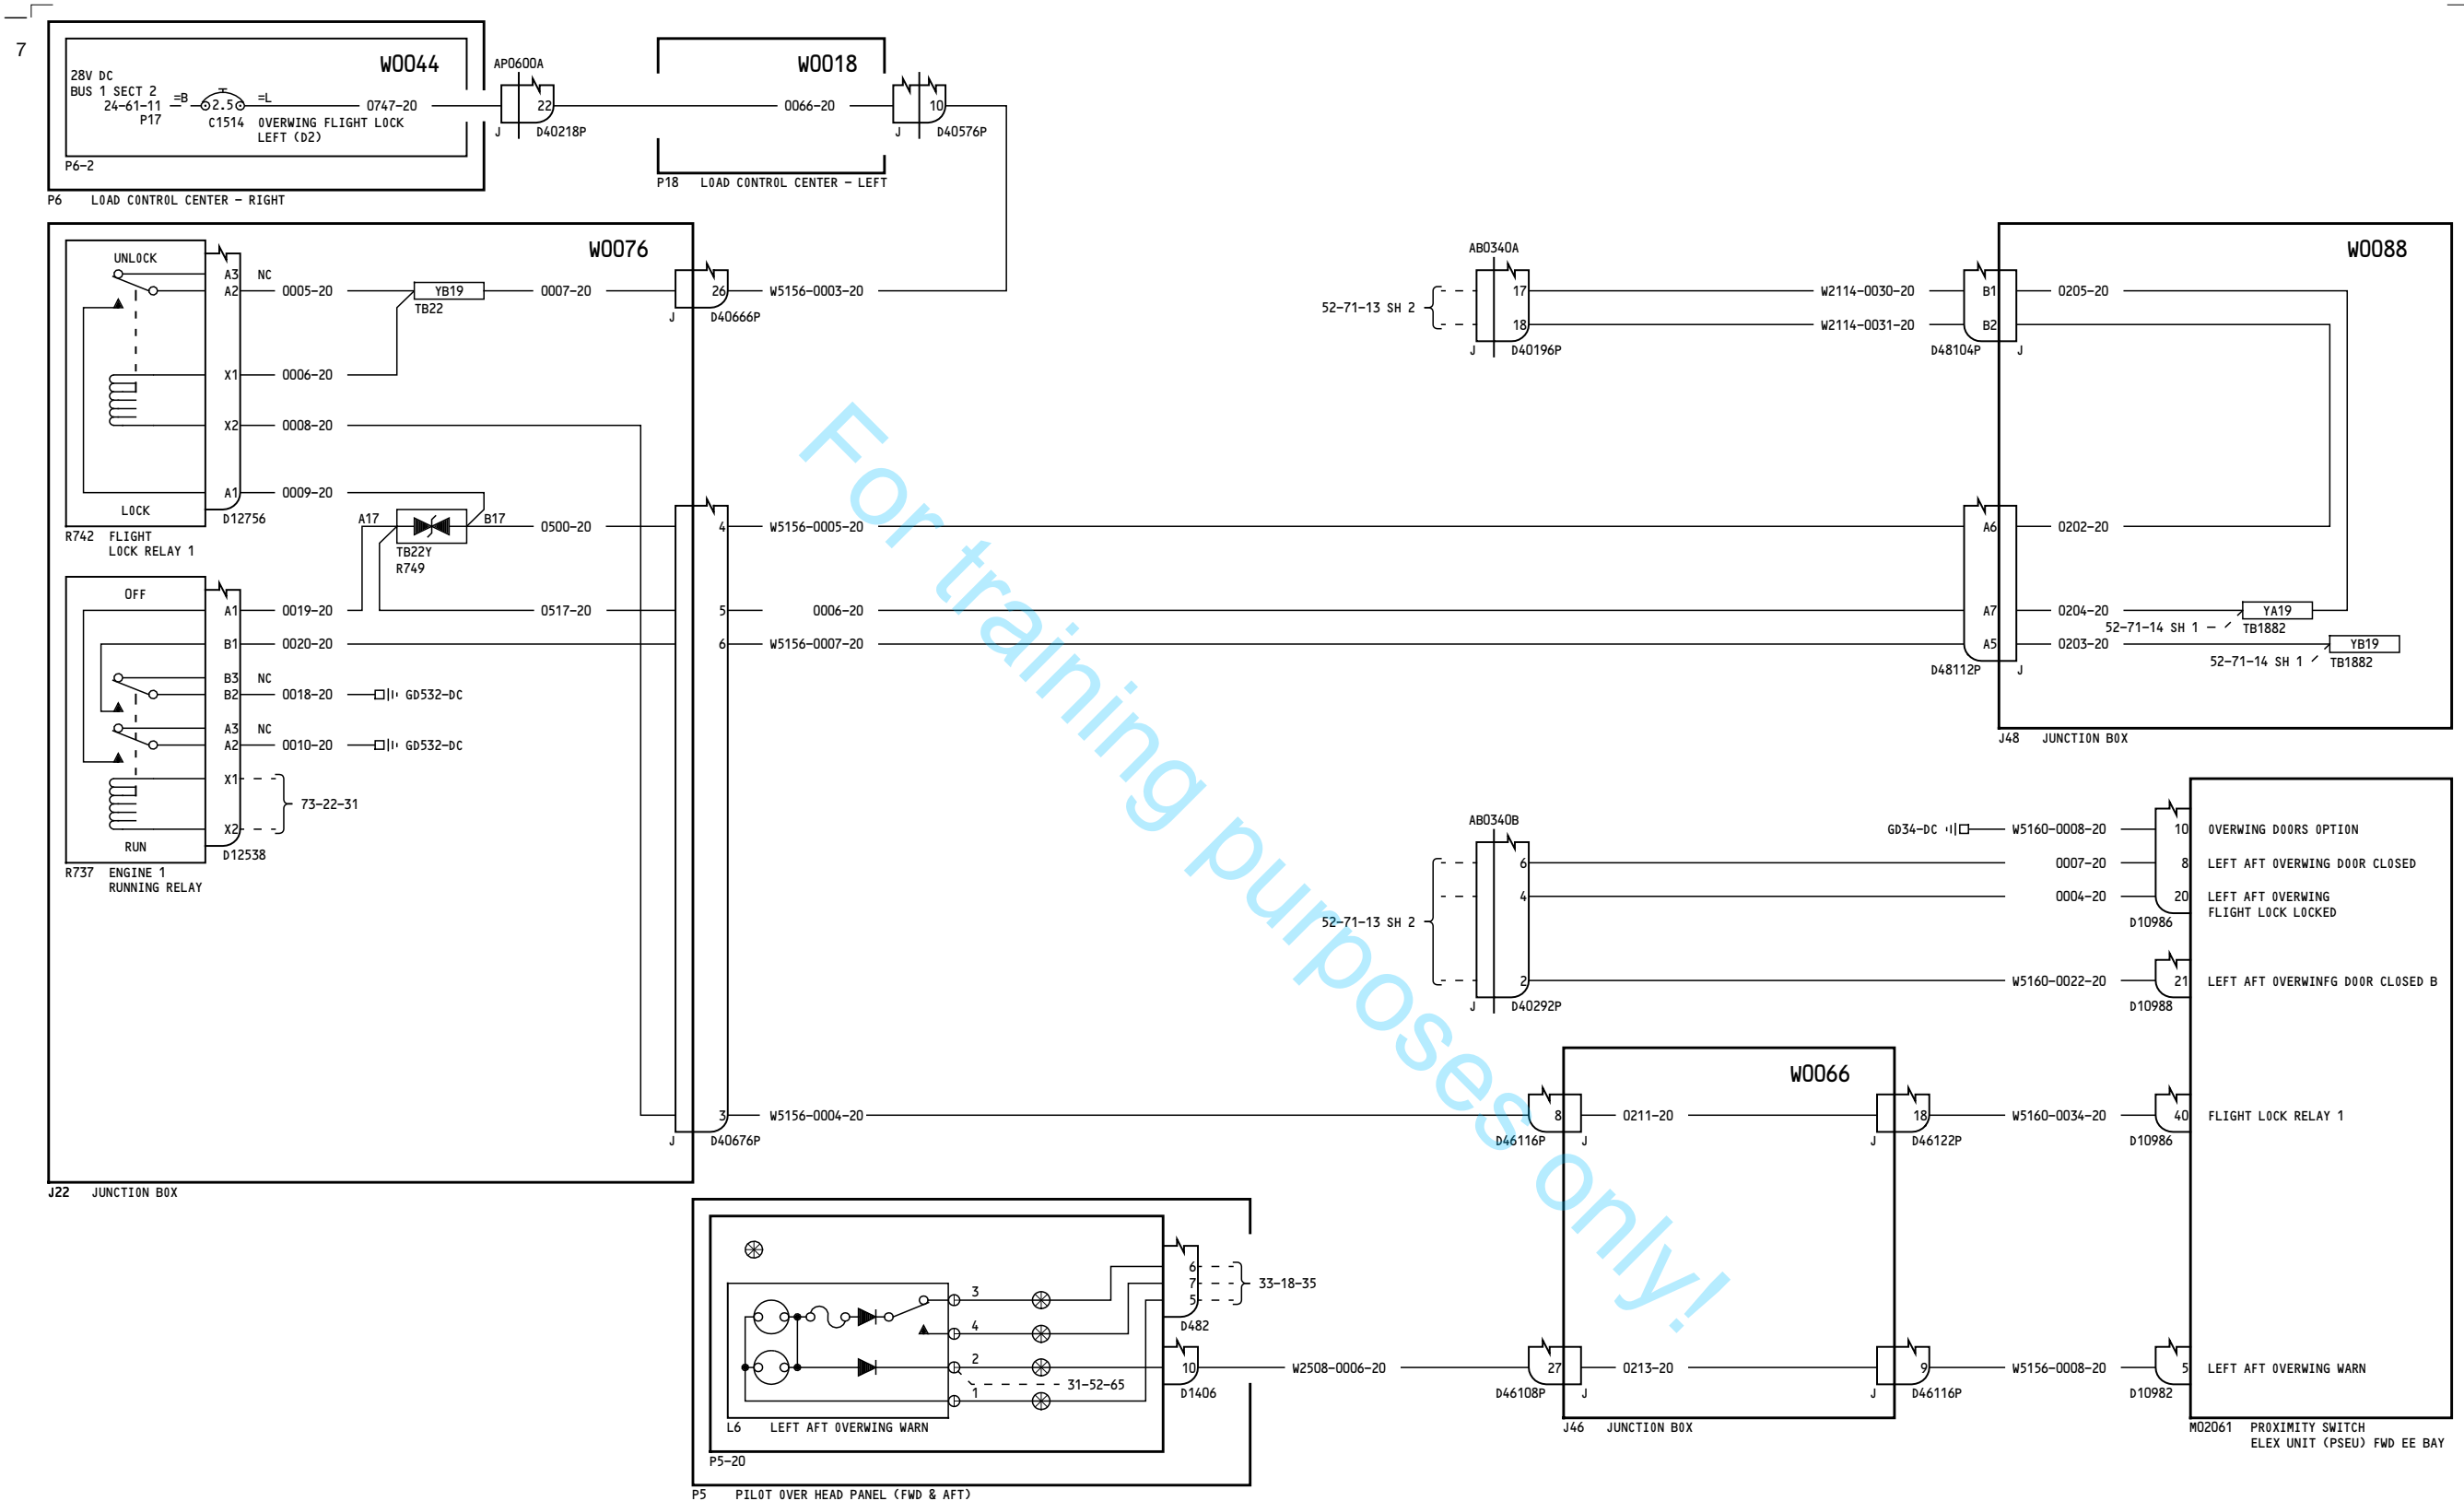 7
W0044
28V DC
BUS 1 SECT 2
24-61-11
P17
=B
2.5
=L
C1514
OVERWING FLIGHT LOCK
LEFT (D2)
0747-20
P6-2
P6 LOAD CONTROL CENTER - RIGHT
AP0600A
22
J D40218P
W0018
0066-20
P18 LOAD CONTROL CENTER - LEFT
10
J D40576P
W0076
UNLOCK
A3 NC
A2 0005-20
YB19
TB22
0007-20
26
W5156-0003-20
J D40666P
X1 0006-20
X2 0008-20
A1 0009-20
LOCK
D12756
R742 FLIGHT
LOCK RELAY 1
A17
B17
TB22Y
R749
0500-20
4 W5156-0005-20
OFF
A1 0019-20
0517-20
5 0006-20
B1 0020-20
6 W5156-0007-20
B3 NC
B2 0018-20 GD532-DC
A3 NC
A2 0010-20 GD532-DC
X1
73-22-31
X2
RUN
D12538
R737 ENGINE 1
RUNNING RELAY
3 W5156-0004-20
J D40676P
J22 JUNCTION BOX
AB0340A
52-71-13 SH 2
17
18
J D40196P
W2114-0030-20
W2114-0031-20
B1
B2
D48104P J
W0088
0205-20
A6 0202-20
A7 0204-20
YA19
52-71-14 SH 1
TB1882
A5 0203-20
YB19
52-71-14 SH 1
TB1882
D48112P J
J48 JUNCTION BOX
AB0340B
52-71-13 SH 2
6
4
2
J D40292P
GD34-DC W5160-0008-20 10 OVERWING DOORS OPTION
0007-20 8 LEFT AFT OVERWING DOOR CLOSED
0004-20 20 LEFT AFT OVERWING
FLIGHT LOCK LOCKED
D10986
W5160-0022-20 21 LEFT AFT OVERWINFG DOOR CLOSED B
D10988
W0066
8 0211-20 18
D46116P J
J D46122P
W5160-0034-20 40 FLIGHT LOCK RELAY 1
D10986
27 0213-20 9
D46108P J
J D46116P
W5156-0008-20 5 LEFT AFT OVERWING WARN
D10982
J46 JUNCTION BOX
M02061 PROXIMITY SWITCH
ELEX UNIT (PSEU) FWD EE BAY
3
4
2
1
31-52-65
6
7
5
33-18-35
D482
10 W2508-0006-20
D1406
L6 LEFT AFT OVERWING WARN
P5-20
P5 PILOT OVER HEAD PANEL (FWD & AFT)
For training purposes only!